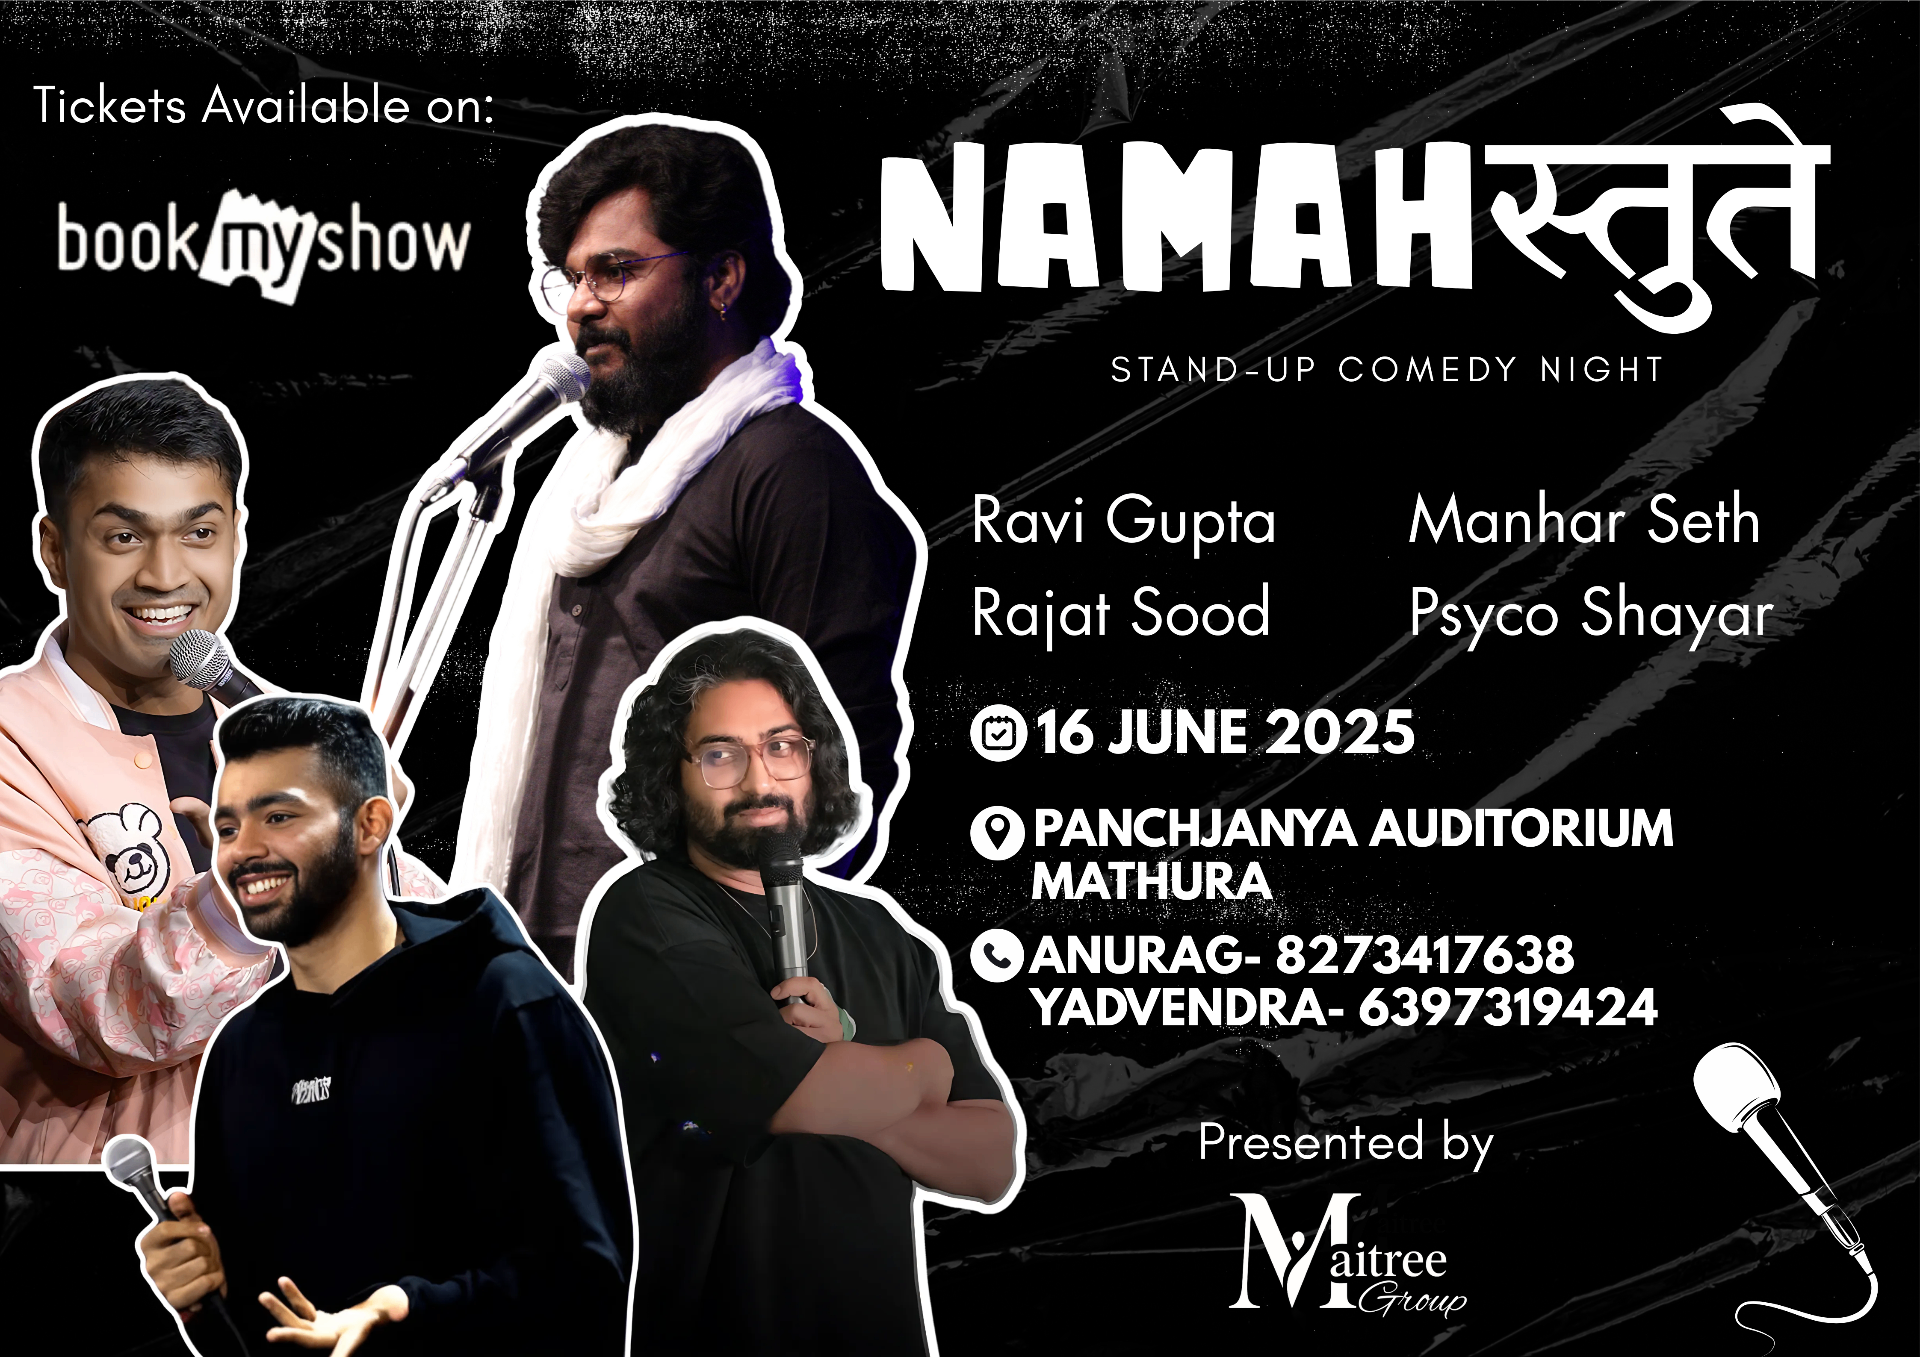 Tickets Available on:
bookmyshow
NAMAHस्तुते
STAND-UP COMEDY NIGHT
Ravi Gupta
Manhar Seth
Rajat Sood
Psyco Shayar
16 JUNE 2025
PANCHJANYA AUDITORIUM
MATHURA
ANURAG- 8273417638
YADVENDRA- 6397319424
Presented by
Maitree
Group